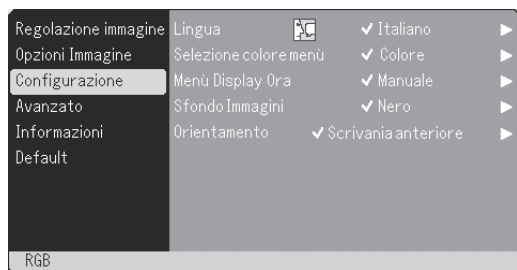 Regolazione immagine Lingua ✓ Italiano ▶
Opzioni Immagine Selezione colore menù ✓ Colore ▶
Configurazione Menù Display Ora ✓ Manuale ▶
Avanzato Sfondo Immagini ✓ Nero ▶
Informazioni Orientamento ✓ Scrivania anteriore ▶
Default
RGB